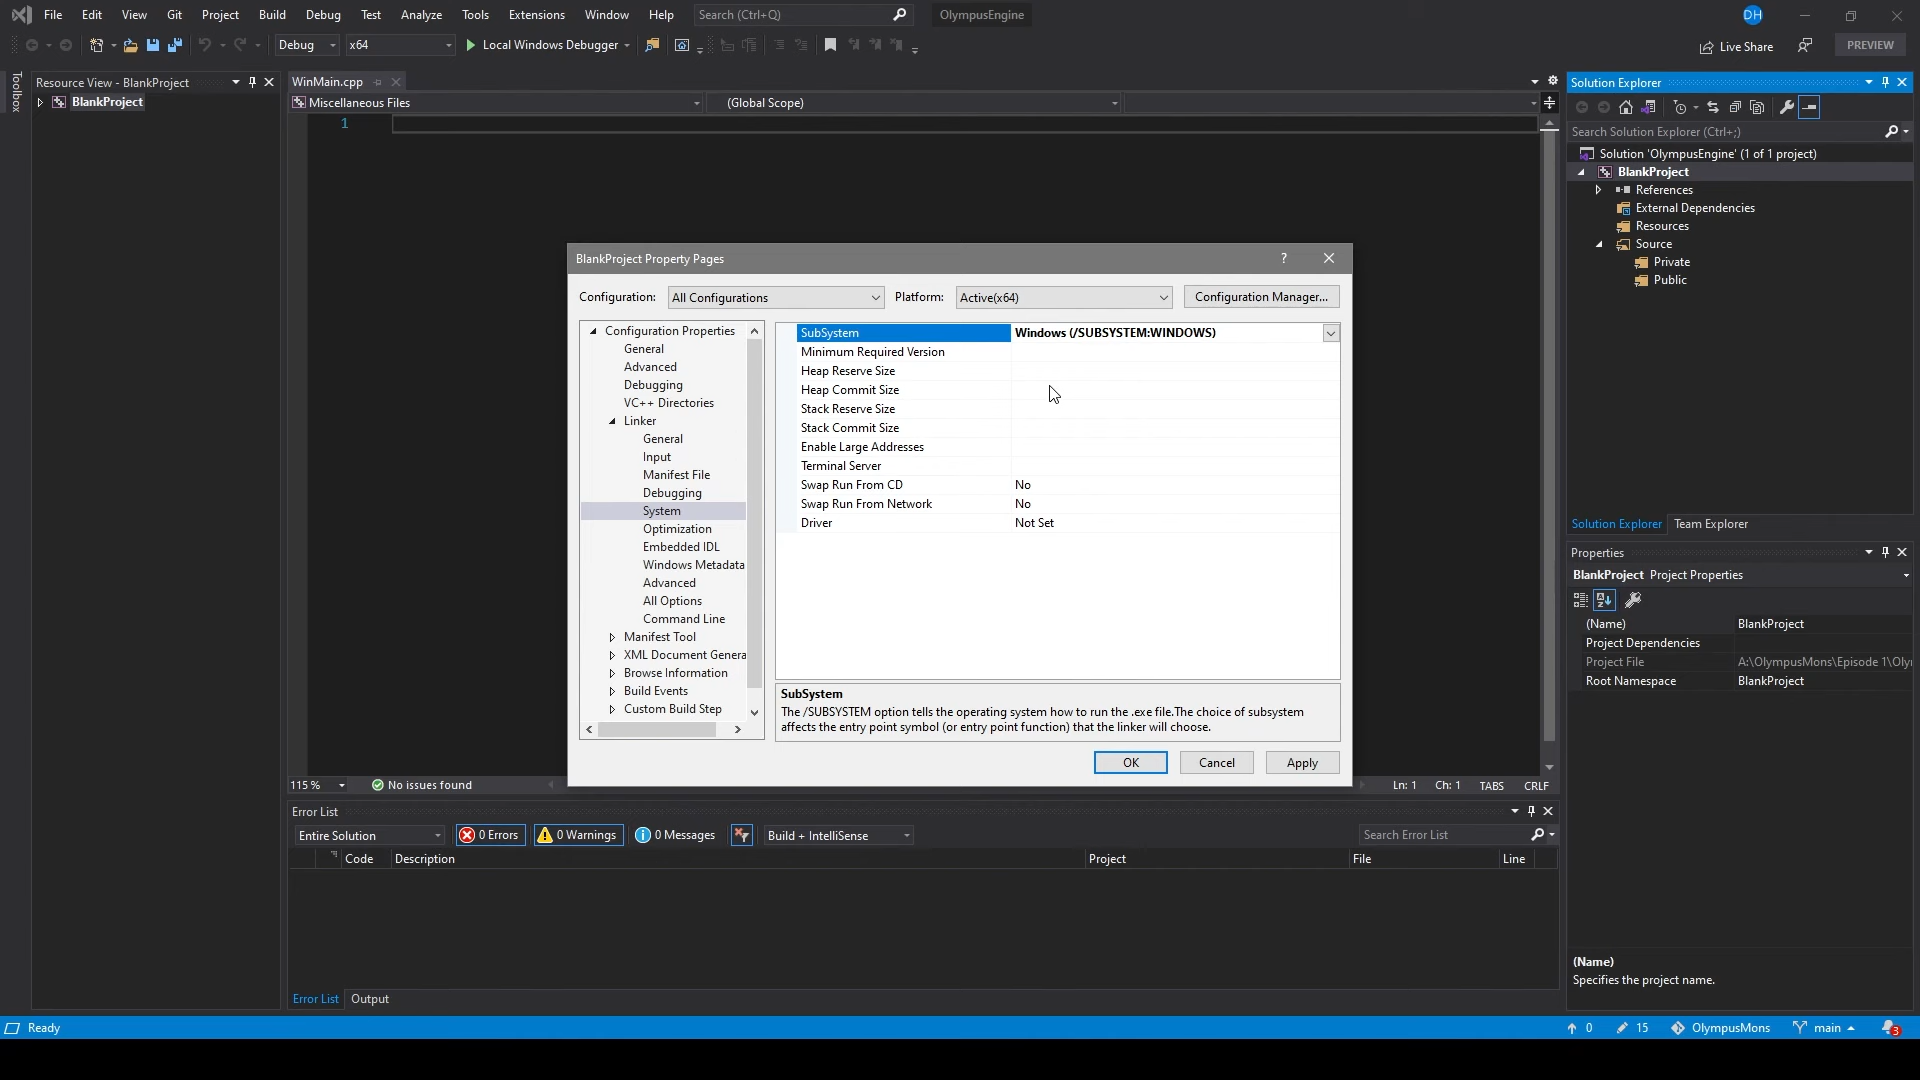 File Edit View Git Project Build Debug Test Analyze Tools Extensions Window Help Search (Ctrl+Q) OlympusEngine DH
Debug x64 Local Windows Debugger Live Share PREVIEW
Toolbox
Resource View - BlankProject
BlankProject
WinMain.cpp
Miscellaneous Files (Global Scope)
1
Solution Explorer
Search Solution Explorer (Ctrl+;)
Solution 'OlympusEngine' (1 of 1 project)
BlankProject
References
External Dependencies
Resources
Source
Private
Public
Solution Explorer Team Explorer
Properties
BlankProject Project Properties
(Name) BlankProject
Project Dependencies
Project File A:\OlympusMons\Episode 1\Oly
Root Namespace BlankProject
(Name)
Specifies the project name.
BlankProject Property Pages ?
Configuration: All Configurations Platform: Active(x64) Configuration Manager...
Configuration Properties
General
Advanced
Debugging
VC++ Directories
Linker
General
Input
Manifest File
Debugging
System
Optimization
Embedded IDL
Windows Metadata
Advanced
All Options
Command Line
Manifest Tool
XML Document Genera
Browse Information
Build Events
Custom Build Step
SubSystem Windows (/SUBSYSTEM:WINDOWS)
Minimum Required Version
Heap Reserve Size
Heap Commit Size
Stack Reserve Size
Stack Commit Size
Enable Large Addresses
Terminal Server
Swap Run From CD No
Swap Run From Network No
Driver Not Set
SubSystem
The /SUBSYSTEM option tells the operating system how to run the .exe file.The choice of subsystem
affects the entry point symbol (or entry point function) that the linker will choose.
OK Cancel Apply
115 % No issues found Ln: 1 Ch: 1 TABS CRLF
Error List
Entire Solution 0 Errors 0 Warnings 0 Messages Build + IntelliSense Search Error List
Code Description Project File Line
Error List Output
Ready 0 15 OlympusMons main 3